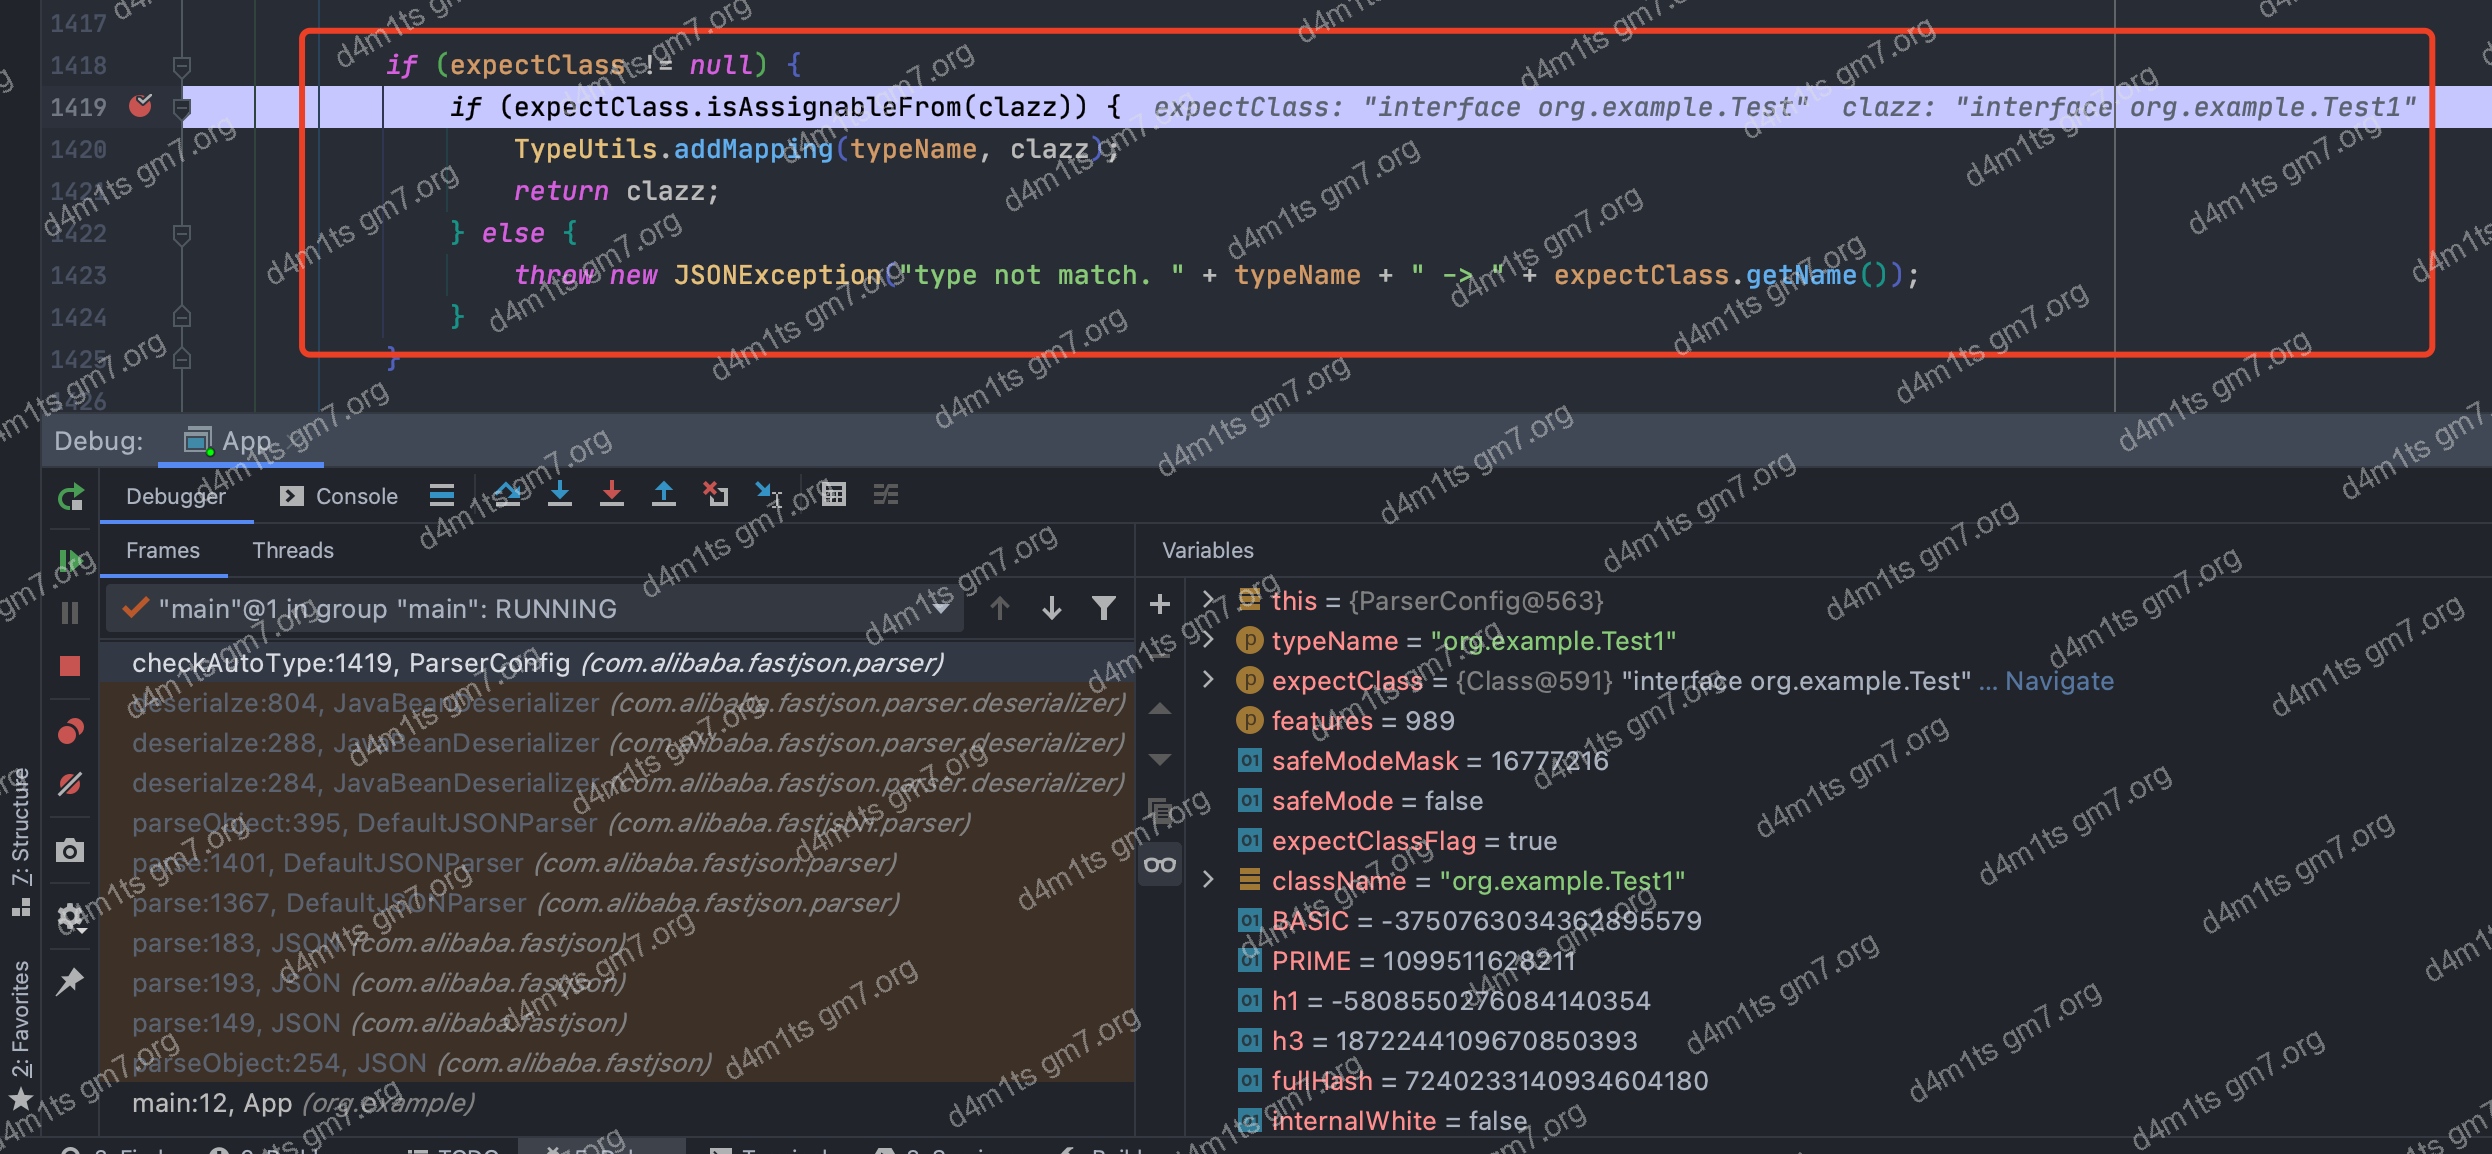 1417
1418 if (expectClass != null) {
1419 if (expectClass.isAssignableFrom(clazz)) { expectClass: "interface org.example.Test" clazz: "interface org.example.Test1"
1420 TypeUtils.addMapping(typeName, clazz);
1421 return clazz;
1422 } else {
1423 throw new JSONException("type not match. " + typeName + " -> " + expectClass.getName());
1424 }
1425 }
1426
Debug: App
Debugger Console
Frames Threads
Variables
"main"@1 in group "main": RUNNING
checkAutoType:1419, ParserConfig (com.alibaba.fastjson.parser)
deserialze:804, JavaBeanDeserializer (com.alibaba.fastjson.parser.deserializer)
deserialze:288, JavaBeanDeserializer (com.alibaba.fastjson.parser.deserializer)
deserialze:284, JavaBeanDeserializer (com.alibaba.fastjson.parser.deserializer)
parseObject:395, DefaultJSONParser (com.alibaba.fastjson.parser)
parse:1401, DefaultJSONParser (com.alibaba.fastjson.parser)
parse:1367, DefaultJSONParser (com.alibaba.fastjson.parser)
parse:183, JSON (com.alibaba.fastjson)
parse:193, JSON (com.alibaba.fastjson)
parse:149, JSON (com.alibaba.fastjson)
parseObject:254, JSON (com.alibaba.fastjson)
main:12, App (org.example)
this = {ParserConfig@563}
typeName = "org.example.Test1"
expectClass = {Class@591} "interface org.example.Test" ... Navigate
features = 989
safeModeMask = 16777216
safeMode = false
expectClassFlag = true
className = "org.example.Test1"
BASIC = -3750763034362895579
PRIME = 1099511628211
h1 = -5808550276084140354
h3 = 1872244109670850393
fullHash = 7240233140934604180
internalWhite = false
7: Structure
2: Favorites
TODO
d4m1ts gm7.org